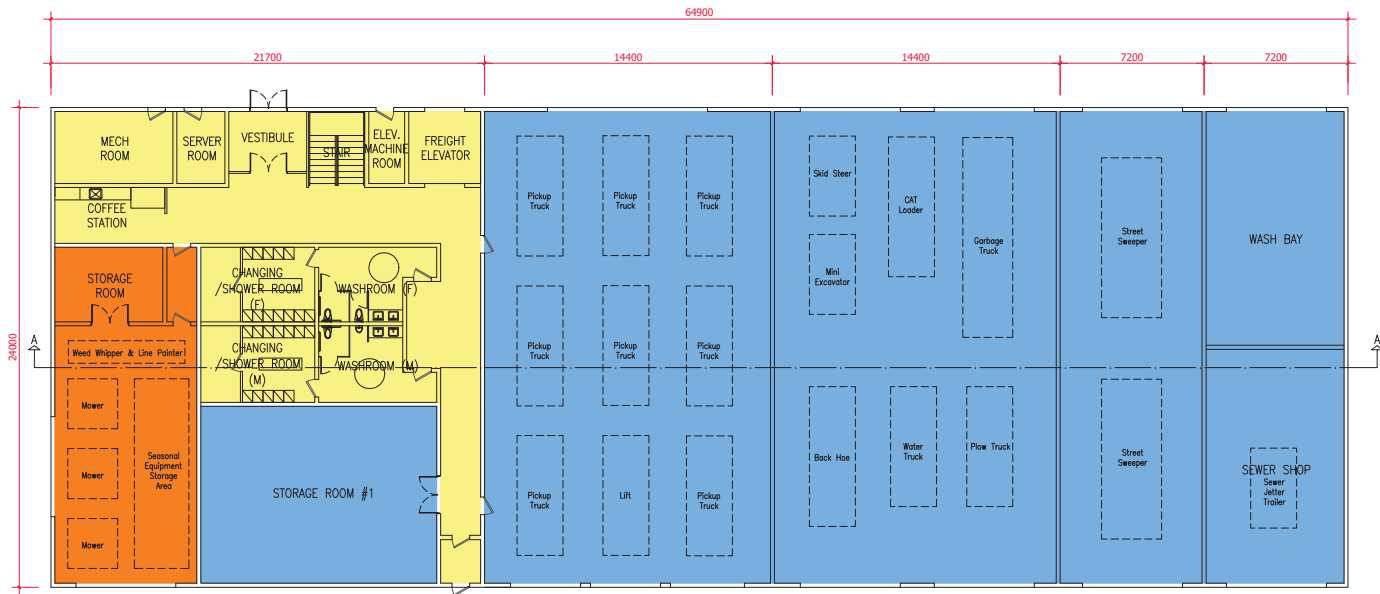 64900
21700
14400
14400
7200
7200
24000
MECH
ROOM
SERVER
ROOM
VESTIBULE
STAIR
ELEV.
MACHINE
ROOM
FREIGHT
ELEVATOR
COFFEE
STATION
STORAGE
ROOM
CHANGING
/SHOWER ROOM
(F)
WASHROOM (F)
CHANGING
/SHOWER ROOM
(M)
WASHROOM (M)
Weed Whipper & Line Painter
Mower
Mower
Mower
Seasonal
Equipment
Storage
Area
STORAGE ROOM #1
Pickup
Truck
Pickup
Truck
Pickup
Truck
Pickup
Truck
Pickup
Truck
Pickup
Truck
Pickup
Truck
Lift
Pickup
Truck
Skid Steer
CAT
Loader
Garbage
Truck
Mini
Excavator
Back Hoe
Water
Truck
Plow Truck
Street
Sweeper
Street
Sweeper
WASH BAY
SEWER SHOP
Sewer
Jetter
Trailer
A
A